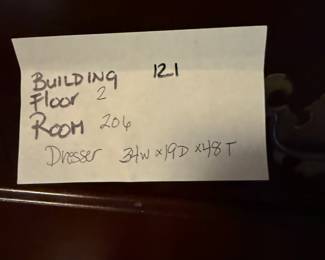 BUILDING 121
Floor 2
Room 206
Dresser 34W x 19D x 48T